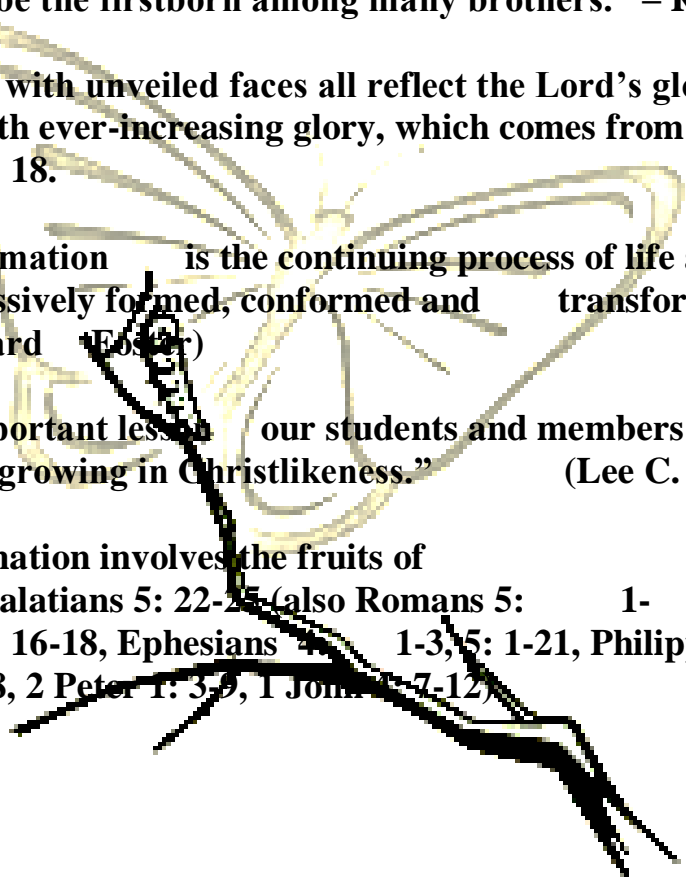 be the firstborn among many brothers." –
with unveiled faces all reflect the Lord's glo
th ever-increasing glory, which comes from
18.
mation is the continuing process of life
ssively formed, conformed and transfor
ard Foster)
portant lesson our students and members
growing in Christlikeness." (Lee C.
nation involves the fruits of
alatians 5: 22-25 (also Romans 5: 1-
16-18, Ephesians 4: 1-3, 5: 1-21, Philip
3, 2 Peter 1: 3-9, 1 John 4: 7-12)